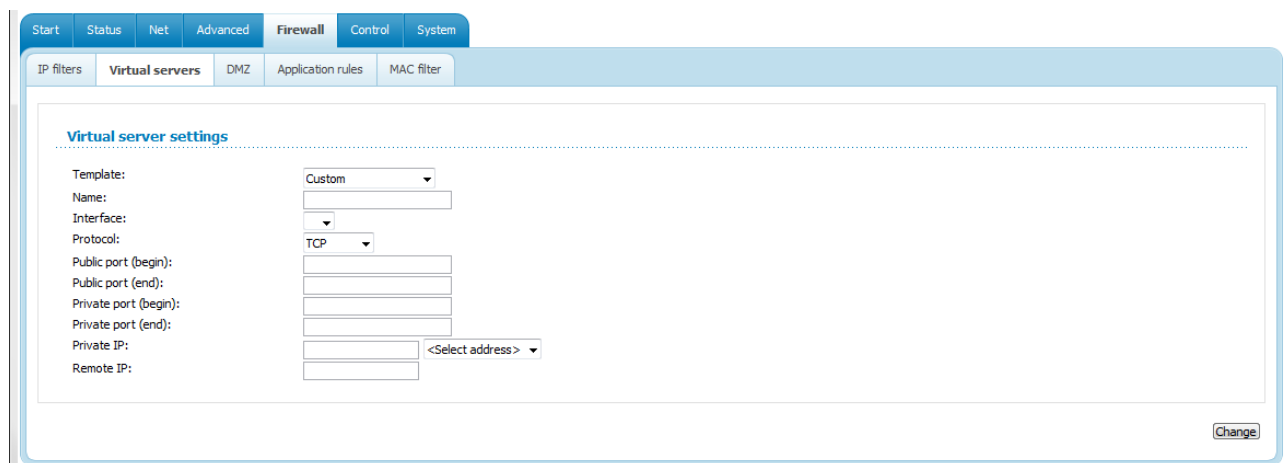 Start Status Net Advanced Firewall Control System
IP filters Virtual servers DMZ Application rules MAC filter
Virtual server settings
Template: Custom
Name:
Interface:
Protocol: TCP
Public port (begin):
Public port (end):
Private port (begin):
Private port (end):
Private IP: <Select address>
Remote IP:
Change